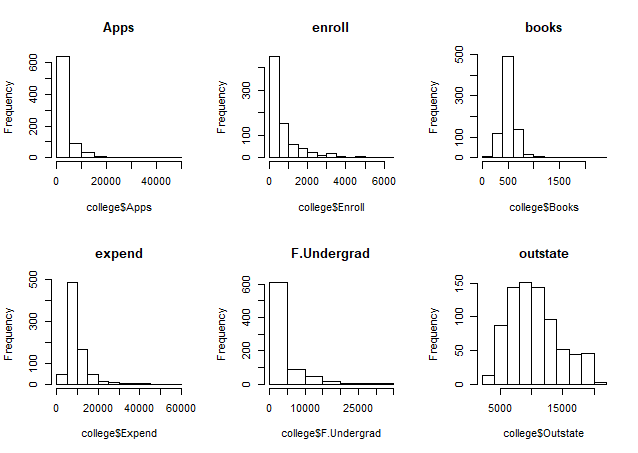 Apps
Frequency
0 200 400 600
0 20000 40000
college$Apps
enroll
Frequency
0 100 300
0 2000 4000 6000
college$Enroll
books
Frequency
0 100 300 500
0 500 1500
college$Books
expend
Frequency
0 100 300 500
0 20000 40000 60000
college$Expend
F.Undergrad
Frequency
0 200 400 600
0 10000 25000
college$F.Undergrad
outstate
Frequency
0 50 100 150
5000 15000
college$Outstate